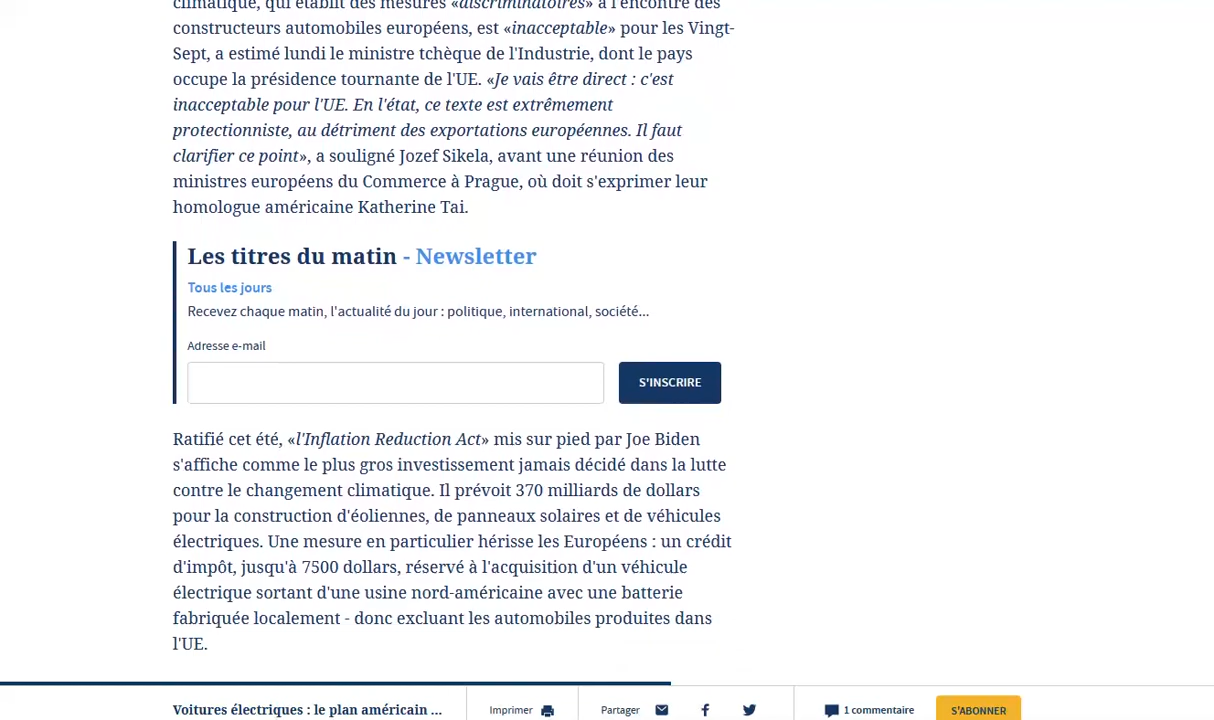 climatique, qui établit des mesures «discriminatoires» à l'encontre des
constructeurs automobiles européens, est «inacceptable» pour les Vingt-
Sept, a estimé lundi le ministre tchèque de l'Industrie, dont le pays
occupe la présidence tournante de l'UE. «Je vais être direct : c'est
inacceptable pour l'UE. En l'état, ce texte est extrêmement
protectionniste, au détriment des exportations européennes. Il faut
clarifier ce point», a souligné Jozef Sikela, avant une réunion des
ministres européens du Commerce à Prague, où doit s'exprimer leur
homologue américaine Katherine Tai.
Les titres du matin - Newsletter
Tous les jours
Recevez chaque matin, l'actualité du jour : politique, international, société...
Adresse e-mail
S'INSCRIRE
Ratifié cet été, «l'Inflation Reduction Act» mis sur pied par Joe Biden
s'affiche comme le plus gros investissement jamais décidé dans la lutte
contre le changement climatique. Il prévoit 370 milliards de dollars
pour la construction d'éoliennes, de panneaux solaires et de véhicules
électriques. Une mesure en particulier hérisse les Européens : un crédit
d'impôt, jusqu'à 7500 dollars, réservé à l'acquisition d'un véhicule
électrique sortant d'une usine nord-américaine avec une batterie
fabriquée localement - donc excluant les automobiles produites dans
l'UE.
Voitures électriques : le plan américain ... Imprimer Partager 1 commentaire S'ABONNER